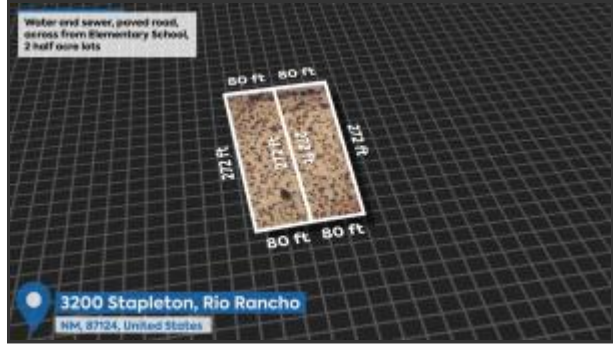 Water and sewer, paved road,
across from Elementary School,
2 half acre lots
80 ft 80 ft
272 ft 272 ft 272 ft 272 ft
80 ft 80 ft
3200 Stapleton, Rio Rancho
NM, 87124, United States